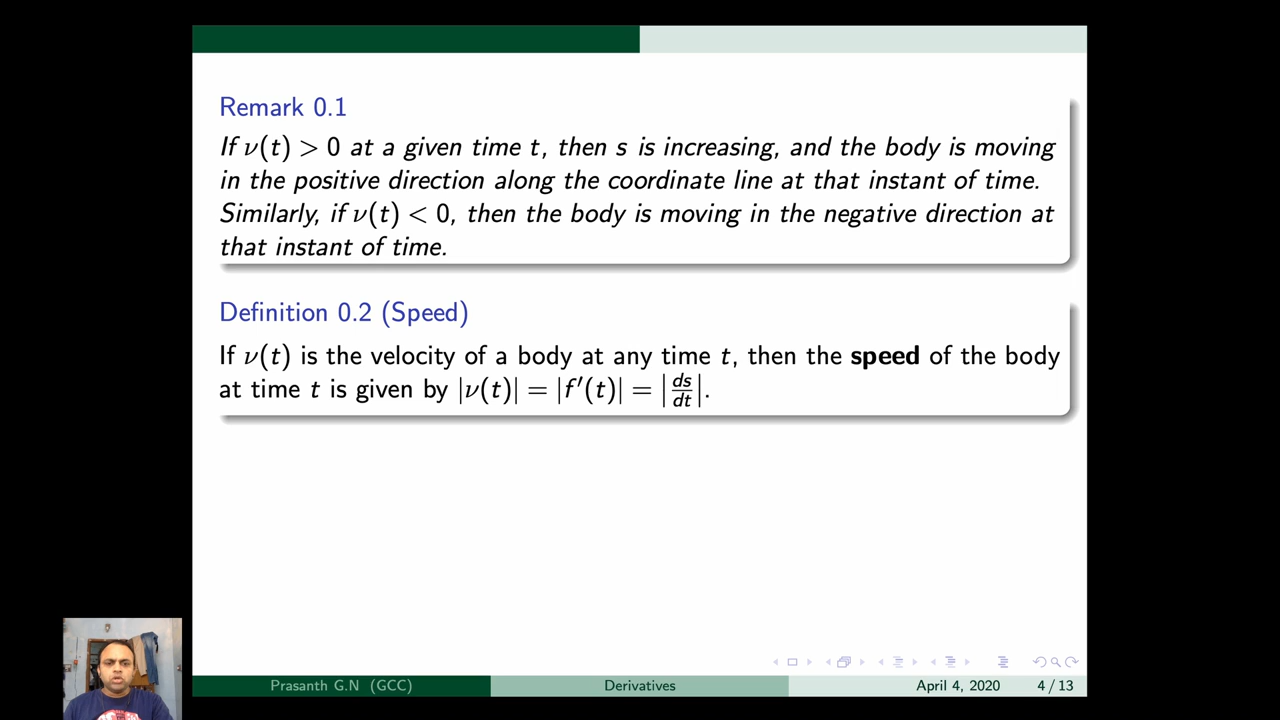 Remark 0.1
If ν(t) > 0 at a given time t, then s is increasing, and the body is moving
in the positive direction along the coordinate line at that instant of time.
Similarly, if ν(t) < 0, then the body is moving in the negative direction at
that instant of time.
Definition 0.2 (Speed)
If ν(t) is the velocity of a body at any time t, then the speed of the body
at time t is given by |ν(t)| = |f′(t)| = |ds/dt|.
Prasanth G.N (GCC) Derivatives April 4, 2020 4 / 13